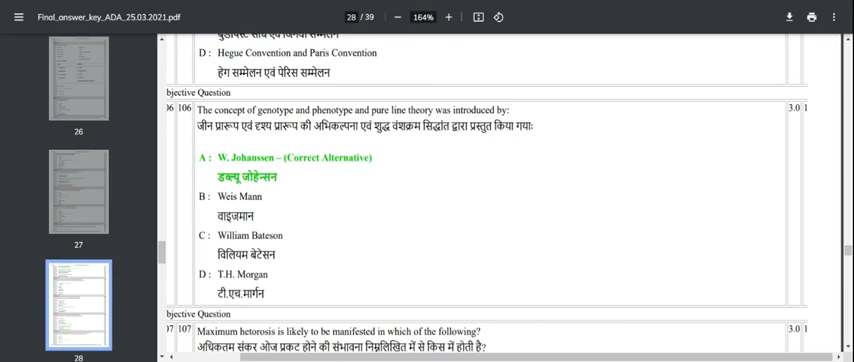 Final_answer_key_ADA_25.03.2021.pdf
28 / 39
164%
26
27
28
D : Hegue Convention and Paris Convention
हेग सम्मेलन एवं पेरिस सम्मेलन
bjective Question
06 106 The concept of genotype and phenotype and pure line theory was introduced by: 3.0 1
जीन प्रारूप एवं दृश्य प्रारूप की अभिकल्पना एवं शुद्ध वंशक्रम सिद्धांत द्वारा प्रस्तुत किया गयाः
A : W. Johanssen – (Correct Alternative)
डब्ल्यू जोहेन्सन
B : Weis Mann
वाइजमान
C : William Bateson
विलियम बेटेसन
D : T.H. Morgan
टी.एच.मार्गन
bjective Question
07 107 Maximum hetorosis is likely to be manifested in which of the following? 3.0 1
अधिकतम संकर ओज प्रकट होने की संभावना निम्नलिखित में से किस में होती है?